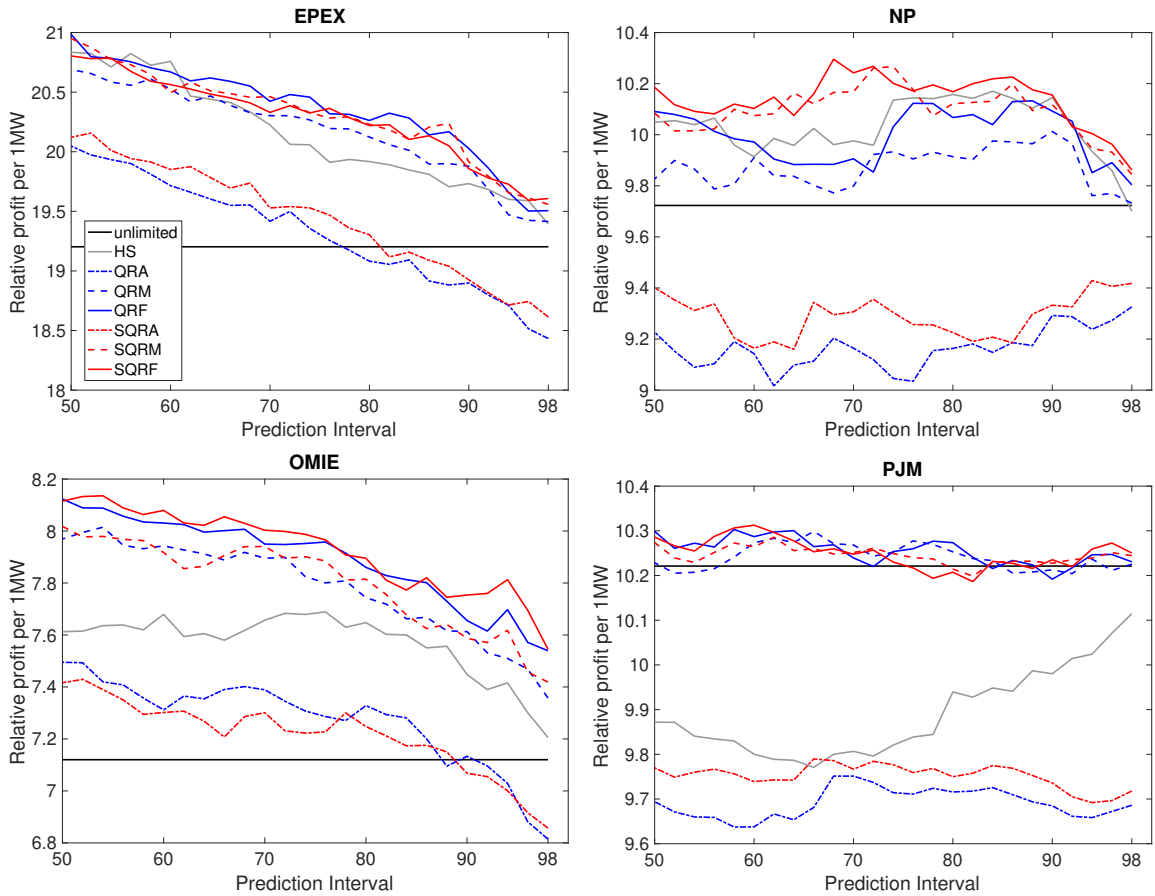 EPEX
21
20.5
20
19.5
19
18.5
18
50
60
70
80
90
98
Relative profit per 1MW
Prediction Interval
unlimited
HS
QRA
QRM
QRF
SQRA
SQRM
SQRF
NP
10.4
10.2
10
9.8
9.6
9.4
9.2
9
50
60
70
80
90
98
Relative profit per 1MW
Prediction Interval
OMIE
8.2
8
7.8
7.6
7.4
7.2
7
6.8
50
60
70
80
90
98
Relative profit per 1MW
Prediction Interval
PJM
10.4
10.3
10.2
10.1
10
9.9
9.8
9.7
9.6
50
60
70
80
90
98
Relative profit per 1MW
Prediction Interval